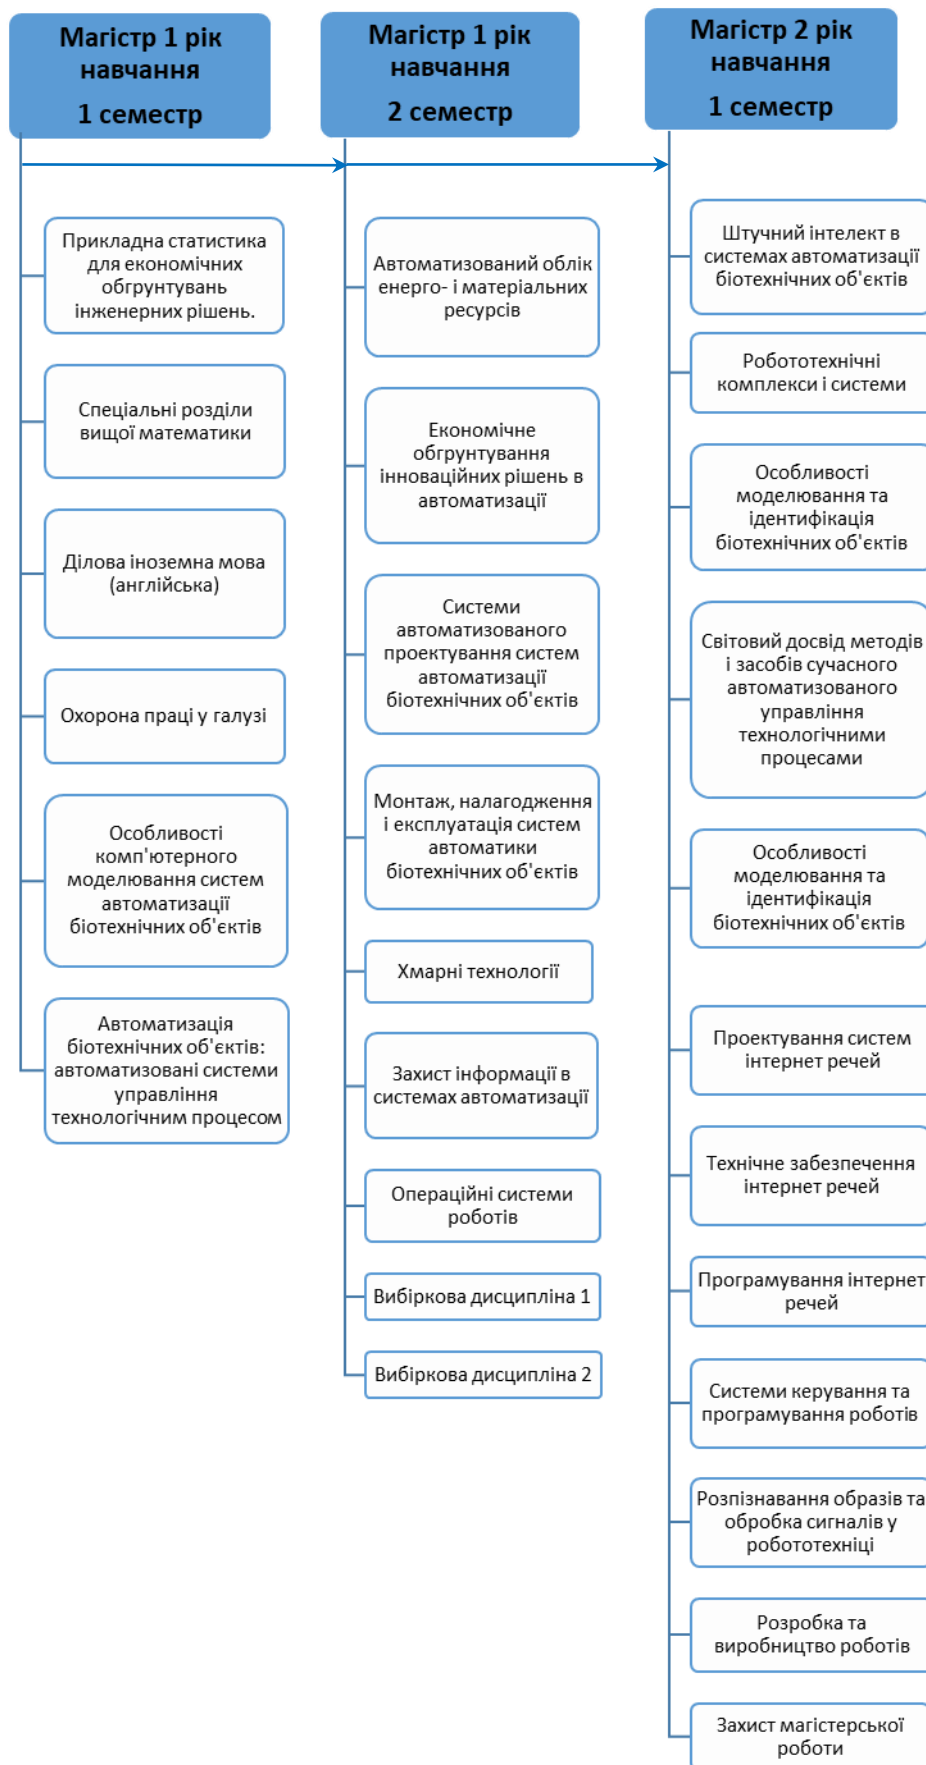 Магістр 1 рік
навчання
1 семестр
Прикладна статистика
для економічних
обгрунтувань
інженерних рішень.
Спеціальні розділи
вищої математики
Ділова іноземна мова
(англійська)
Охорона праці у галузі
Особливості
комп'ютерного
моделювання систем
автоматизації
біотехнічних об'єктів
Автоматизація
біотехнічних об'єктів:
автоматизовані системи
управління
технологічним процесом
Магістр 1 рік
навчання
2 семестр
Автоматизований облік
енерго- і матеріальних
ресурсів
Економічне
обгрунтування
інноваційних рішень в
автоматизації
Системи
автоматизованого
проектування систем
автоматизації
біотехнічних об'єктів
Монтаж, налагодження
і експлуатація систем
автоматики
біотехнічних об'єктів
Хмарні технології
Захист інформації в
системах автоматизації
Операційні системи
роботів
Вибіркова дисципліна 1
Вибіркова дисципліна 2
Магістр 2 рік
навчання
1 семестр
Штучний інтелект в
системах автоматизації
біотехнічних об'єктів
Робототехнічні
комплекси і системи
Особливості
моделювання та
ідентифікація
біотехнічних об'єктів
Світовий досвід методів
і засобів сучасного
автоматизованого
управління
технологічними
процесами
Особливості
моделювання та
ідентифікація
біотехнічних об'єктів
Проектування систем
інтернет речей
Технічне забезпечення
інтернет речей
Програмування інтернет
речей
Системи керування та
програмування роботів
Розпізнавання образів та
обробка сигналів у
робототехніці
Розробка та
виробництво роботів
Захист магістерської
роботи